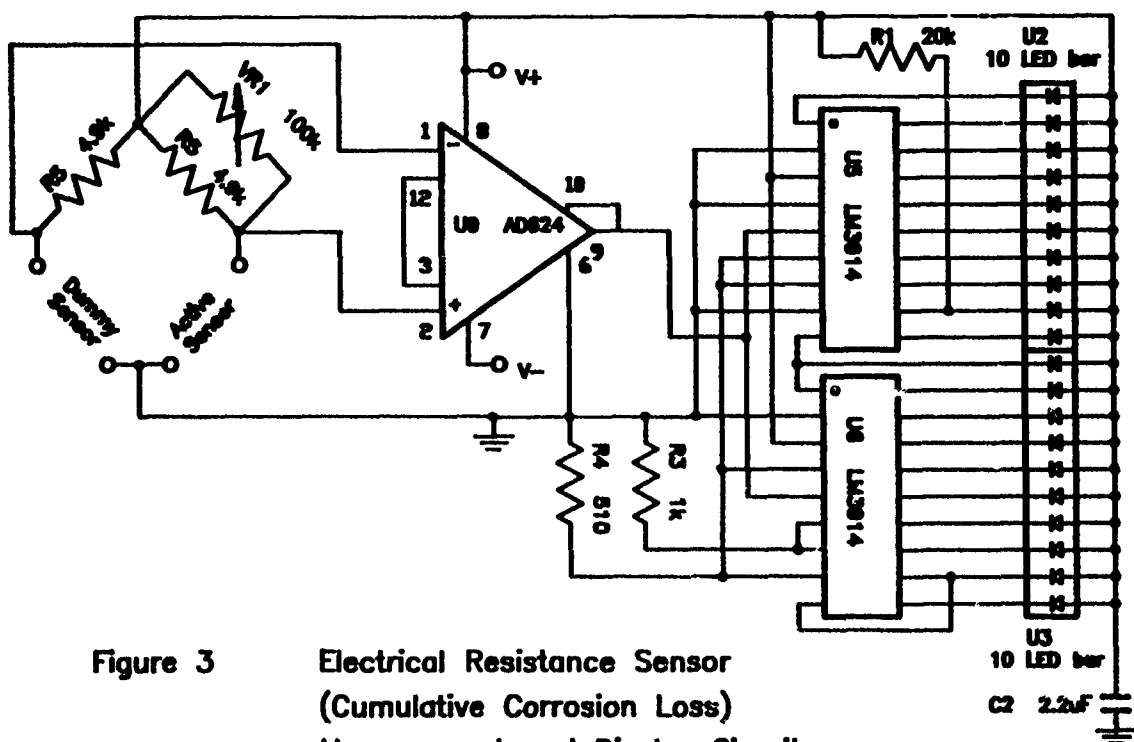 R1 20k
U2
10 LED bar
V+
VR1
100k
R5 4.9k
4.9k
1
8
12
10
U5 LM3914
U9 AD624
3
9
6
2
7
V-
Dummy Sensor
Active Sensor
U6 LM3914
R4 510
R3 1k
U3
10 LED bar
C2 2.2uF
Figure 3 Electrical Resistance Sensor
(Cumulative Corrosion Loss)